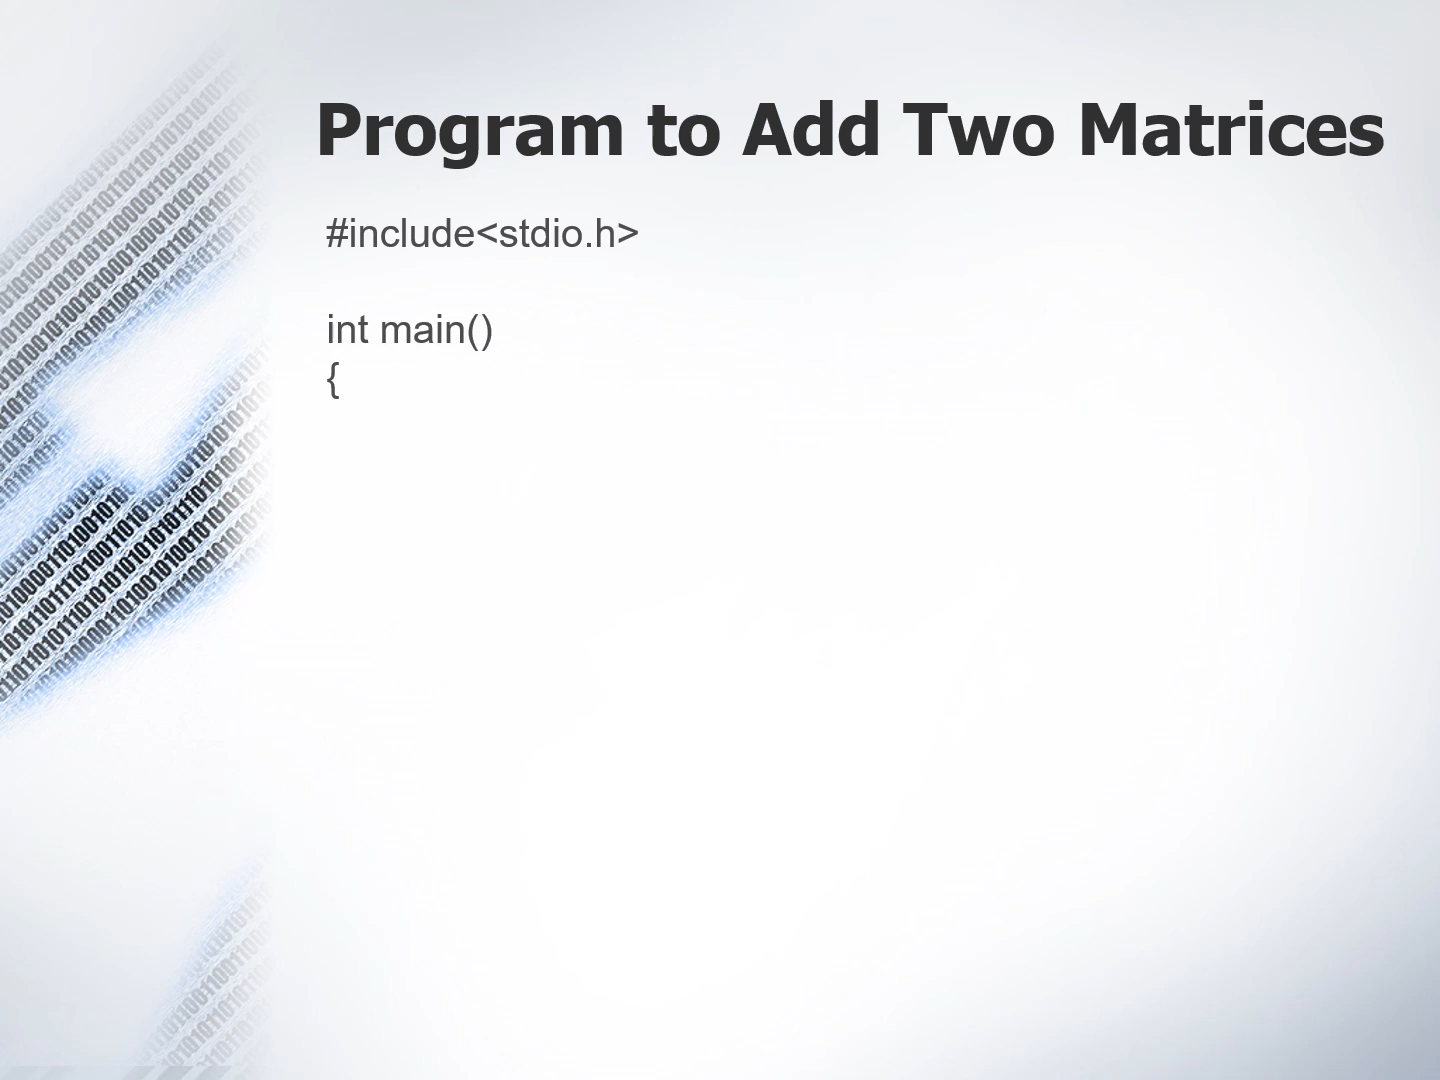 Program to Add Two Matrices
#include<stdio.h>
int main()
{